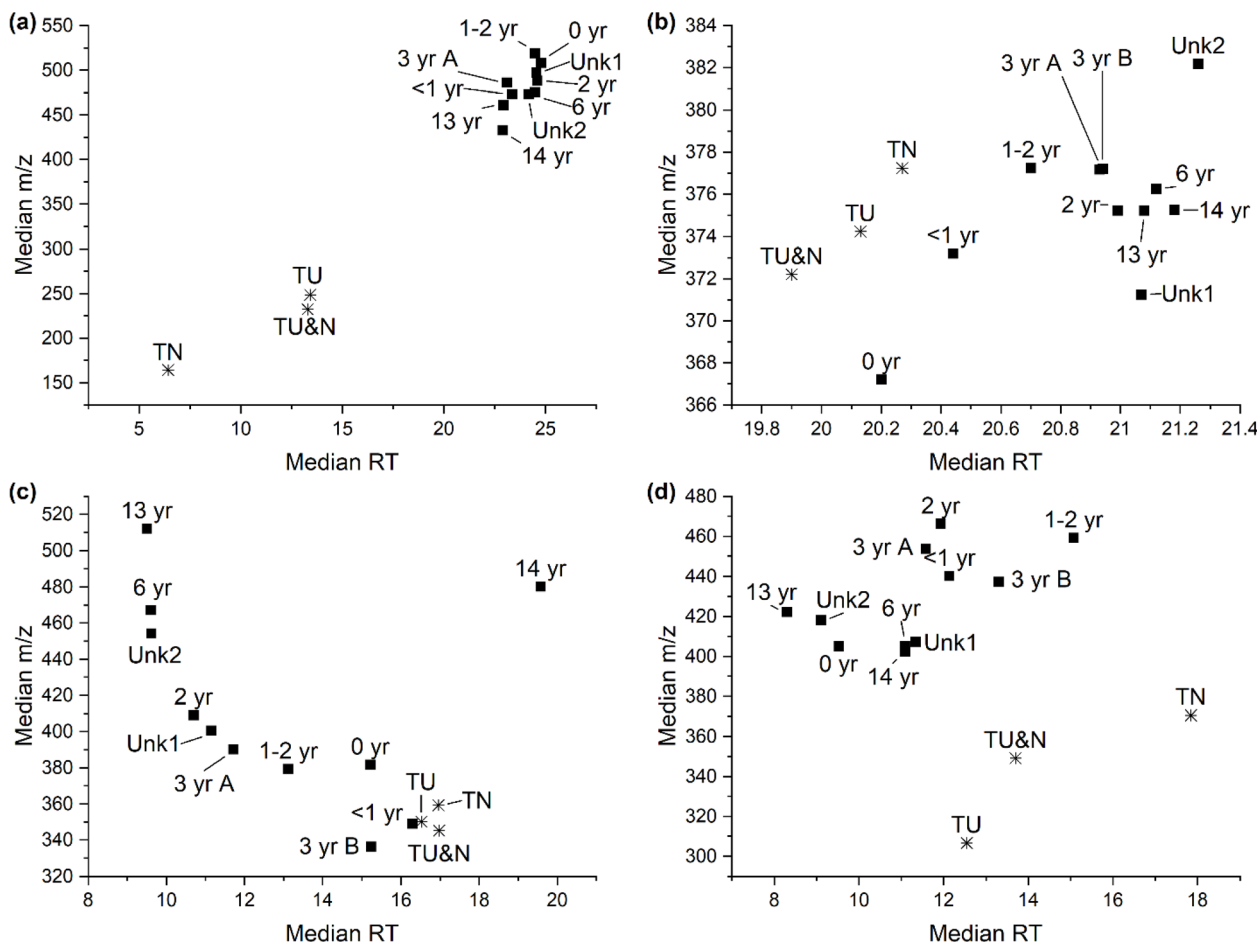 (a)
550
500
450
400
350
300
250
200
150
Median m/z
1-2 yr
0 yr
3 yr A
Unk1
<1 yr
2 yr
13 yr
6 yr
Unk2
14 yr
TU
TU&N
TN
5
10
15
20
25
Median RT
(b)
384
382
380
378
376
374
372
370
368
366
Median m/z
3 yr B
3 yr A
Unk2
TN
1-2 yr
6 yr
TU
2 yr
14 yr
<1 yr
13 yr
TU&N
Unk1
0 yr
19.8
20
20.2
20.4
20.6
20.8
21
21.2
21.4
Median RT
(c)
520
500
480
460
440
420
400
380
360
340
320
Median m/z
13 yr
14 yr
6 yr
Unk2
2 yr
Unk1
3 yr A
1-2 yr
0 yr
TU
TN
<1 yr
3 yr B
TU&N
8
10
12
14
16
18
20
Median RT
(d)
480
460
440
420
400
380
360
340
320
300
Median m/z
2 yr
1-2 yr
3 yr A
<1 yr
3 yr B
13 yr
Unk2
6 yr
Unk1
0 yr
14 yr
TN
TU&N
TU
8
10
12
14
16
18
Median RT